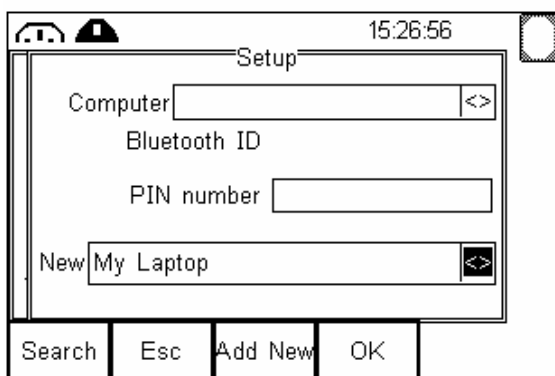 15:26:56
Setup
Computer <>
Bluetooth ID
PIN number
New My Laptop <>
Search Esc Add New OK